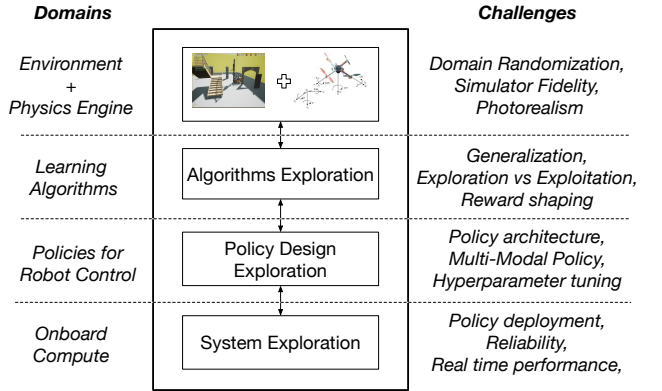 Domains
Challenges
Environment
+
Physics Engine
Domain Randomization,
Simulator Fidelity,
Photorealism
Learning
Algorithms
Algorithms Exploration
Generalization,
Exploration vs Exploitation,
Reward shaping
Policies for
Robot Control
Policy Design
Exploration
Policy architecture,
Multi-Modal Policy,
Hyperparameter tuning
Onboard
Compute
System Exploration
Policy deployment,
Reliability,
Real time performance,